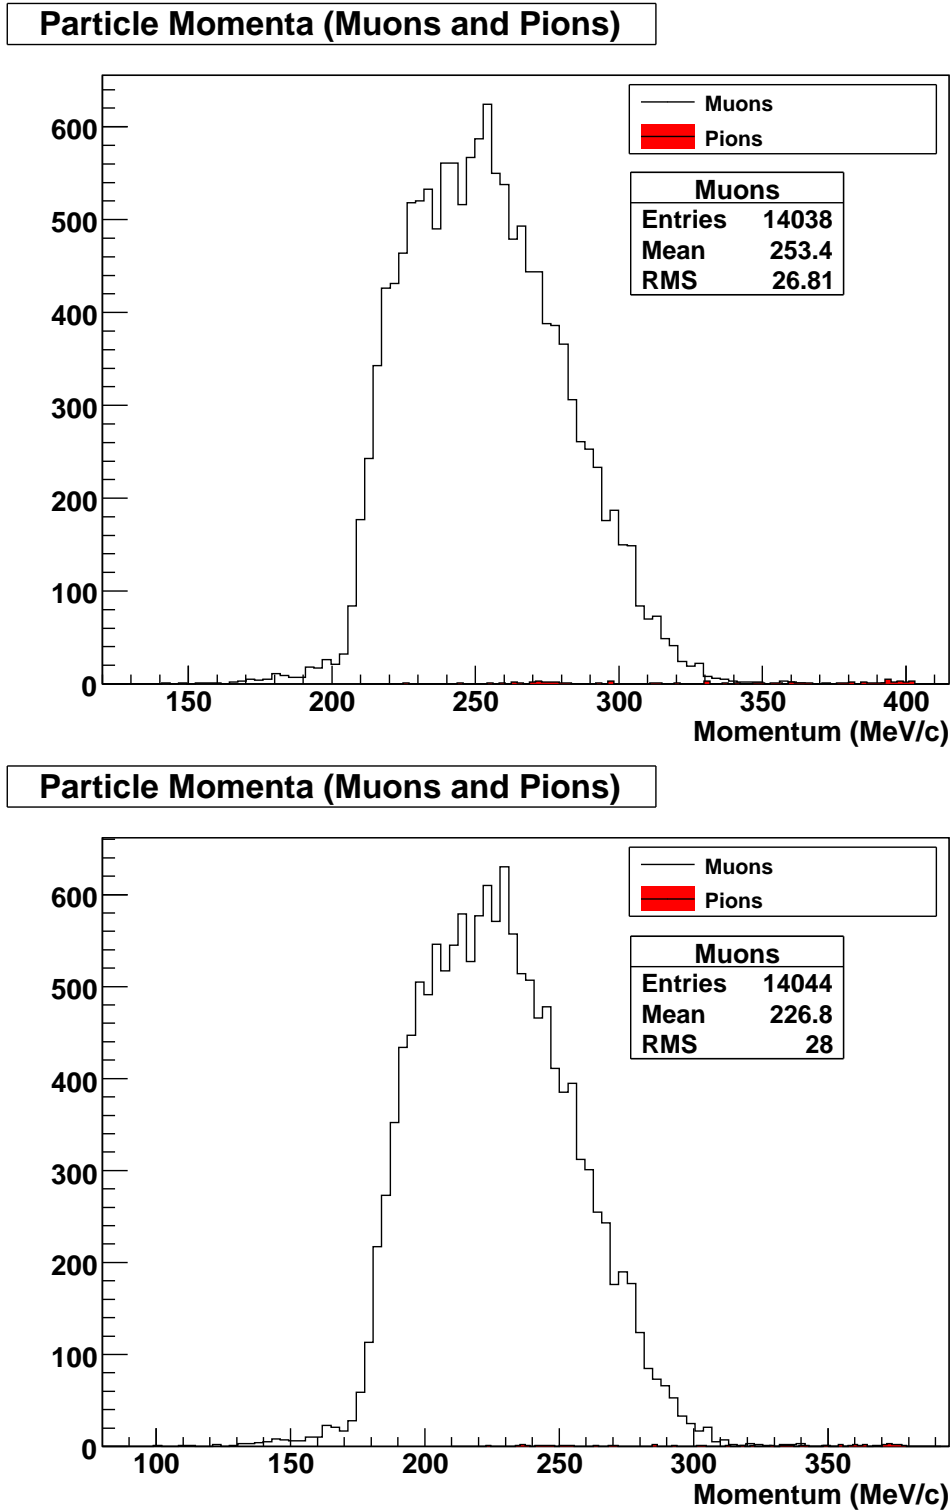 Particle Momenta (Muons and Pions)
Muons
Pions
Muons
Entries 14038
Mean 253.4
RMS 26.81
600
500
400
300
200
100
0
150 200 250 300 350 400
Momentum (MeV/c)
Particle Momenta (Muons and Pions)
Muons
Pions
Muons
Entries 14044
Mean 226.8
RMS 28
600
500
400
300
200
100
0
100 150 200 250 300 350
Momentum (MeV/c)